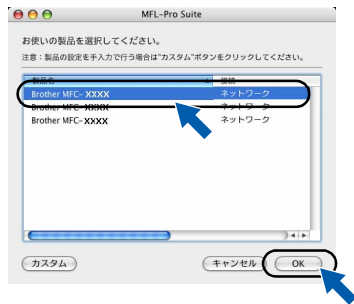 MFL-Pro Suite
お使いの製品を選択してください。
注意：製品の設定を手入力で行う場合は"カスタム"ボタンをクリックしてください。
製品名 接続
Brother MFC- XXXX ネットワーク
Brother MFC- XXXX ネットワーク
Brother MFC- XXXX ネットワーク
カスタム キャンセル OK